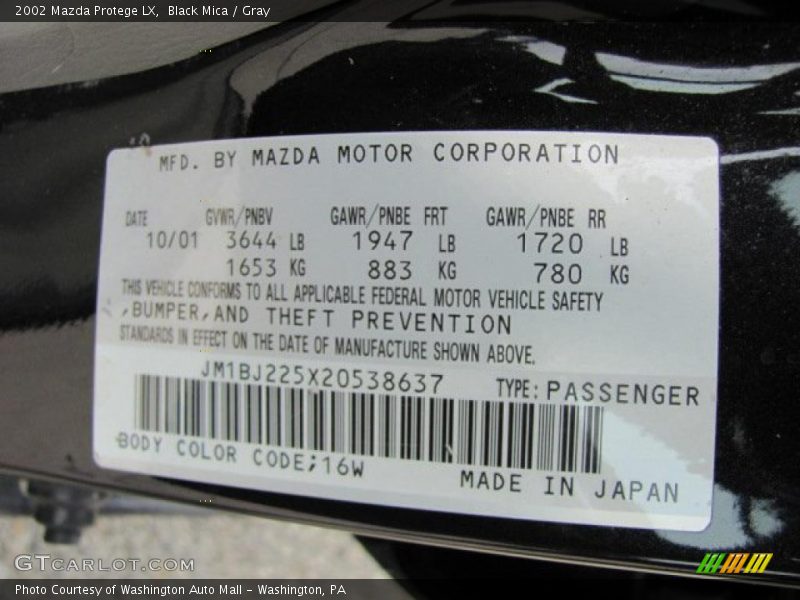 2002 Mazda Protege LX, Black Mica / Gray
MFD. BY MAZDA MOTOR CORPORATION
DATE GVWR/PNBV GAWR/PNBE FRT GAWR/PNBE RR
10/01 3644 LB 1947 LB 1720 LB
1653 KG 883 KG 780 KG
THIS VEHICLE CONFORMS TO ALL APPLICABLE FEDERAL MOTOR VEHICLE SAFETY
,BUMPER,AND THEFT PREVENTION
STANDARDS IN EFFECT ON THE DATE OF MANUFACTURE SHOWN ABOVE.
JM1BJ225X20538637 TYPE: PASSENGER
BODY COLOR CODE;16W
MADE IN JAPAN
GTCARLOT.COM
Photo Courtesy of Washington Auto Mall - Washington, PA